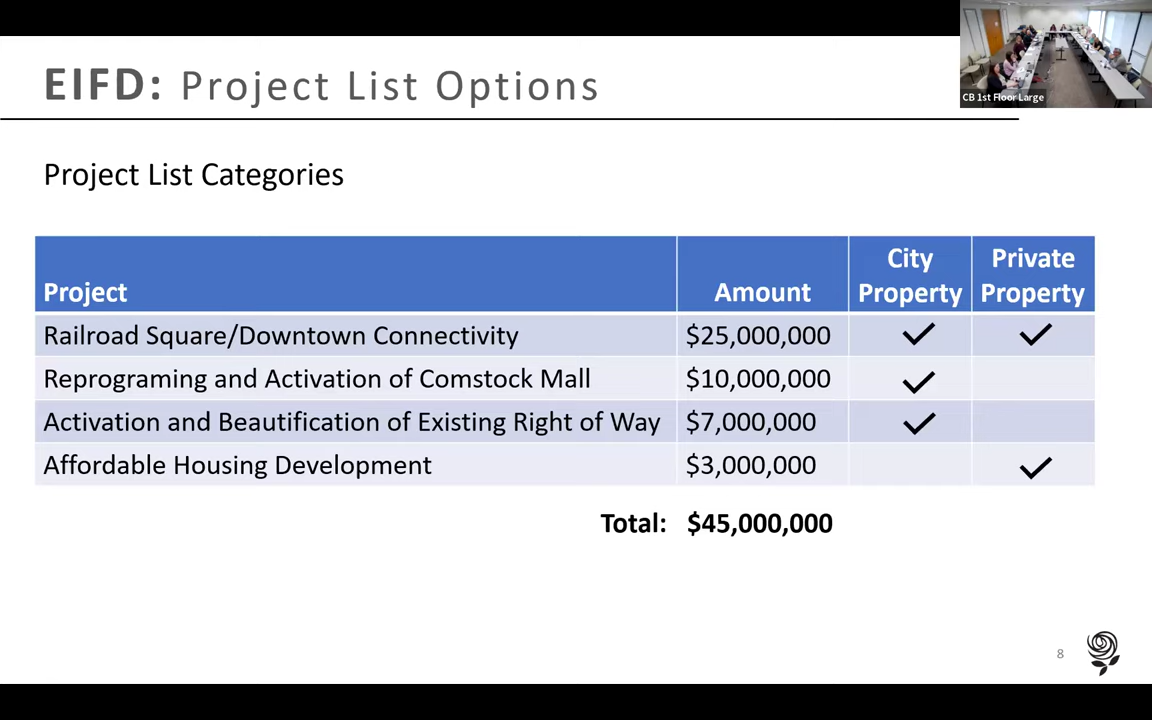 EIFD: Project List Options
CB 1st Floor Large
Project List Categories
Project Amount City Property Private Property
Railroad Square/Downtown Connectivity $25,000,000 ✓ ✓
Reprograming and Activation of Comstock Mall $10,000,000 ✓
Activation and Beautification of Existing Right of Way $7,000,000 ✓
Affordable Housing Development $3,000,000 ✓
Total: $45,000,000
8